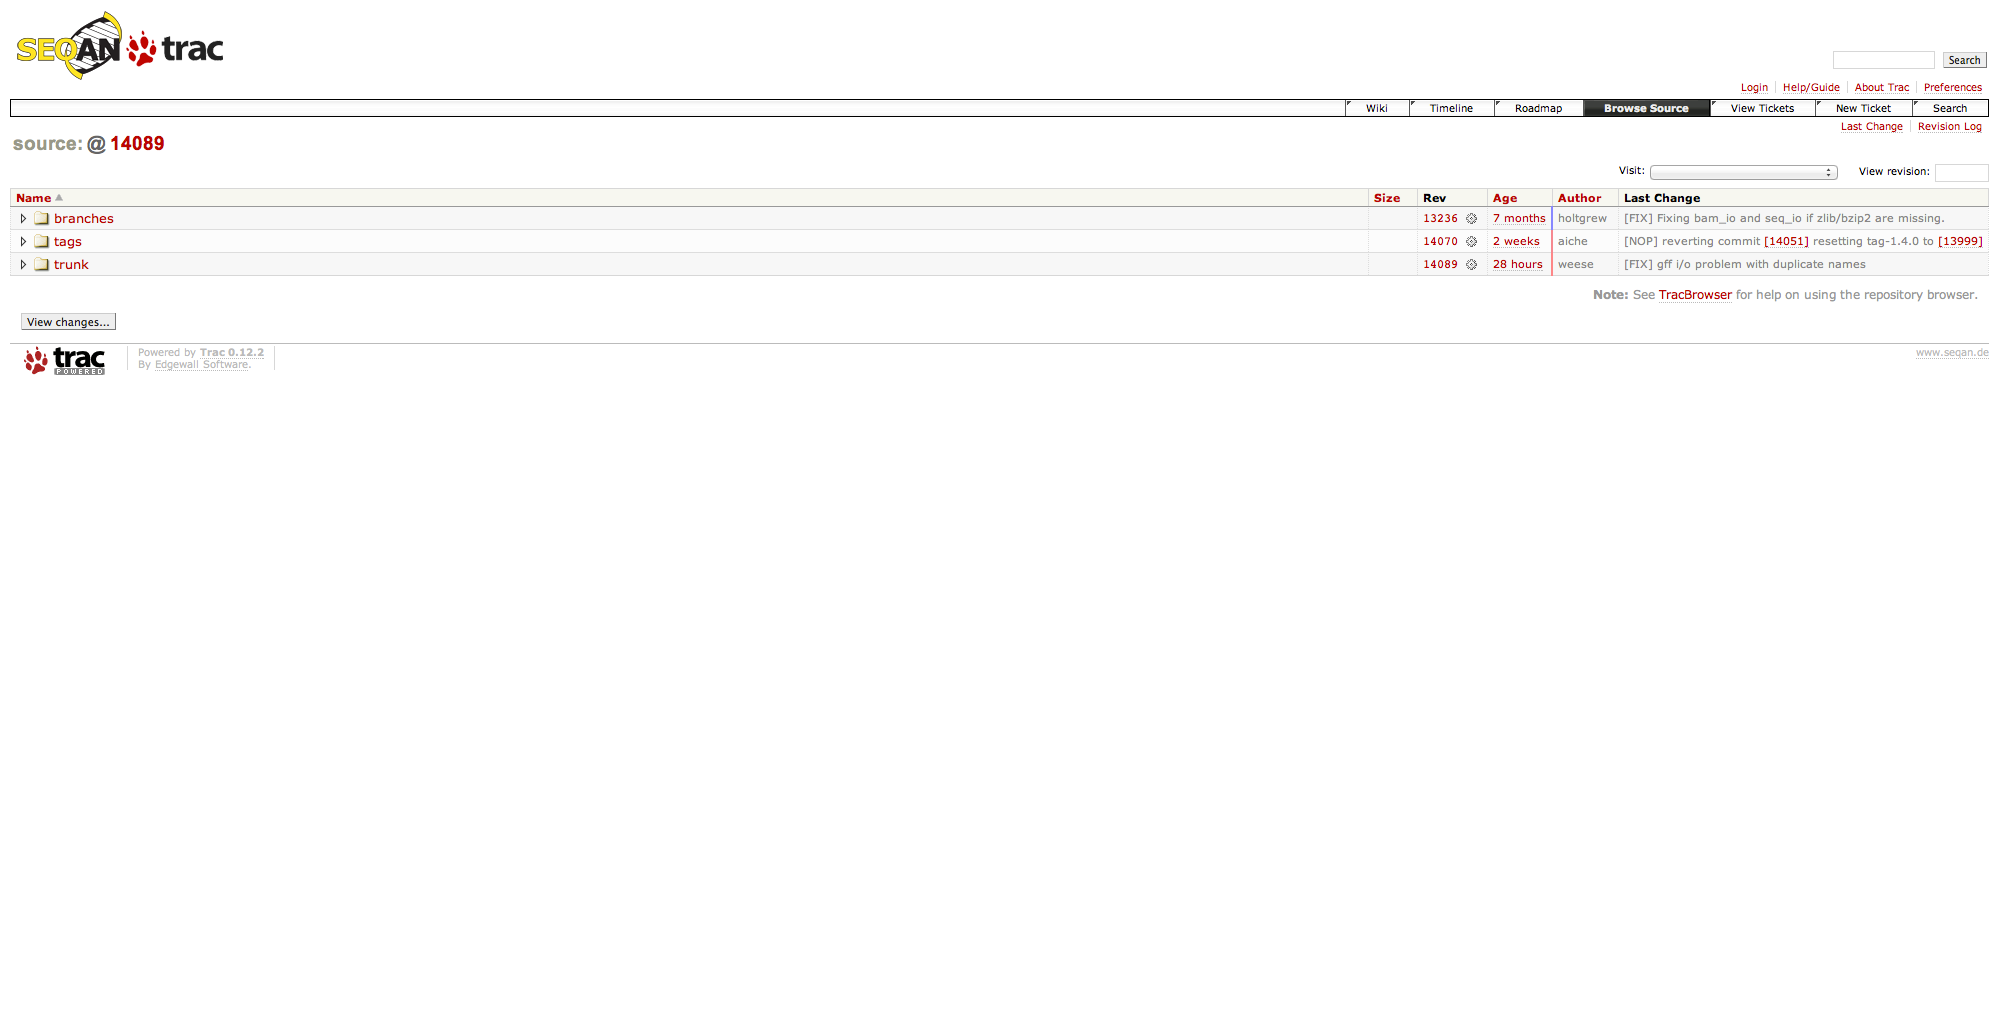 SEQAN trac
Search
Login Help/Guide About Trac Preferences
Wiki Timeline Roadmap Browse Source View Tickets New Ticket Search
Last Change Revision Log
source: @ 14089
Visit: View revision:
Name Size Rev Age Author Last Change
branches 13236 7 months holtgrew [FIX] Fixing bam_io and seq_io if zlib/bzip2 are missing.
tags 14070 2 weeks aiche [NOP] reverting commit [14051] resetting tag-1.4.0 to [13999]
trunk 14089 28 hours weese [FIX] gff i/o problem with duplicate names
Note: See TracBrowser for help on using the repository browser.
View changes...
trac POWERED
Powered by Trac 0.12.2
By Edgewall Software.
www.seqan.de